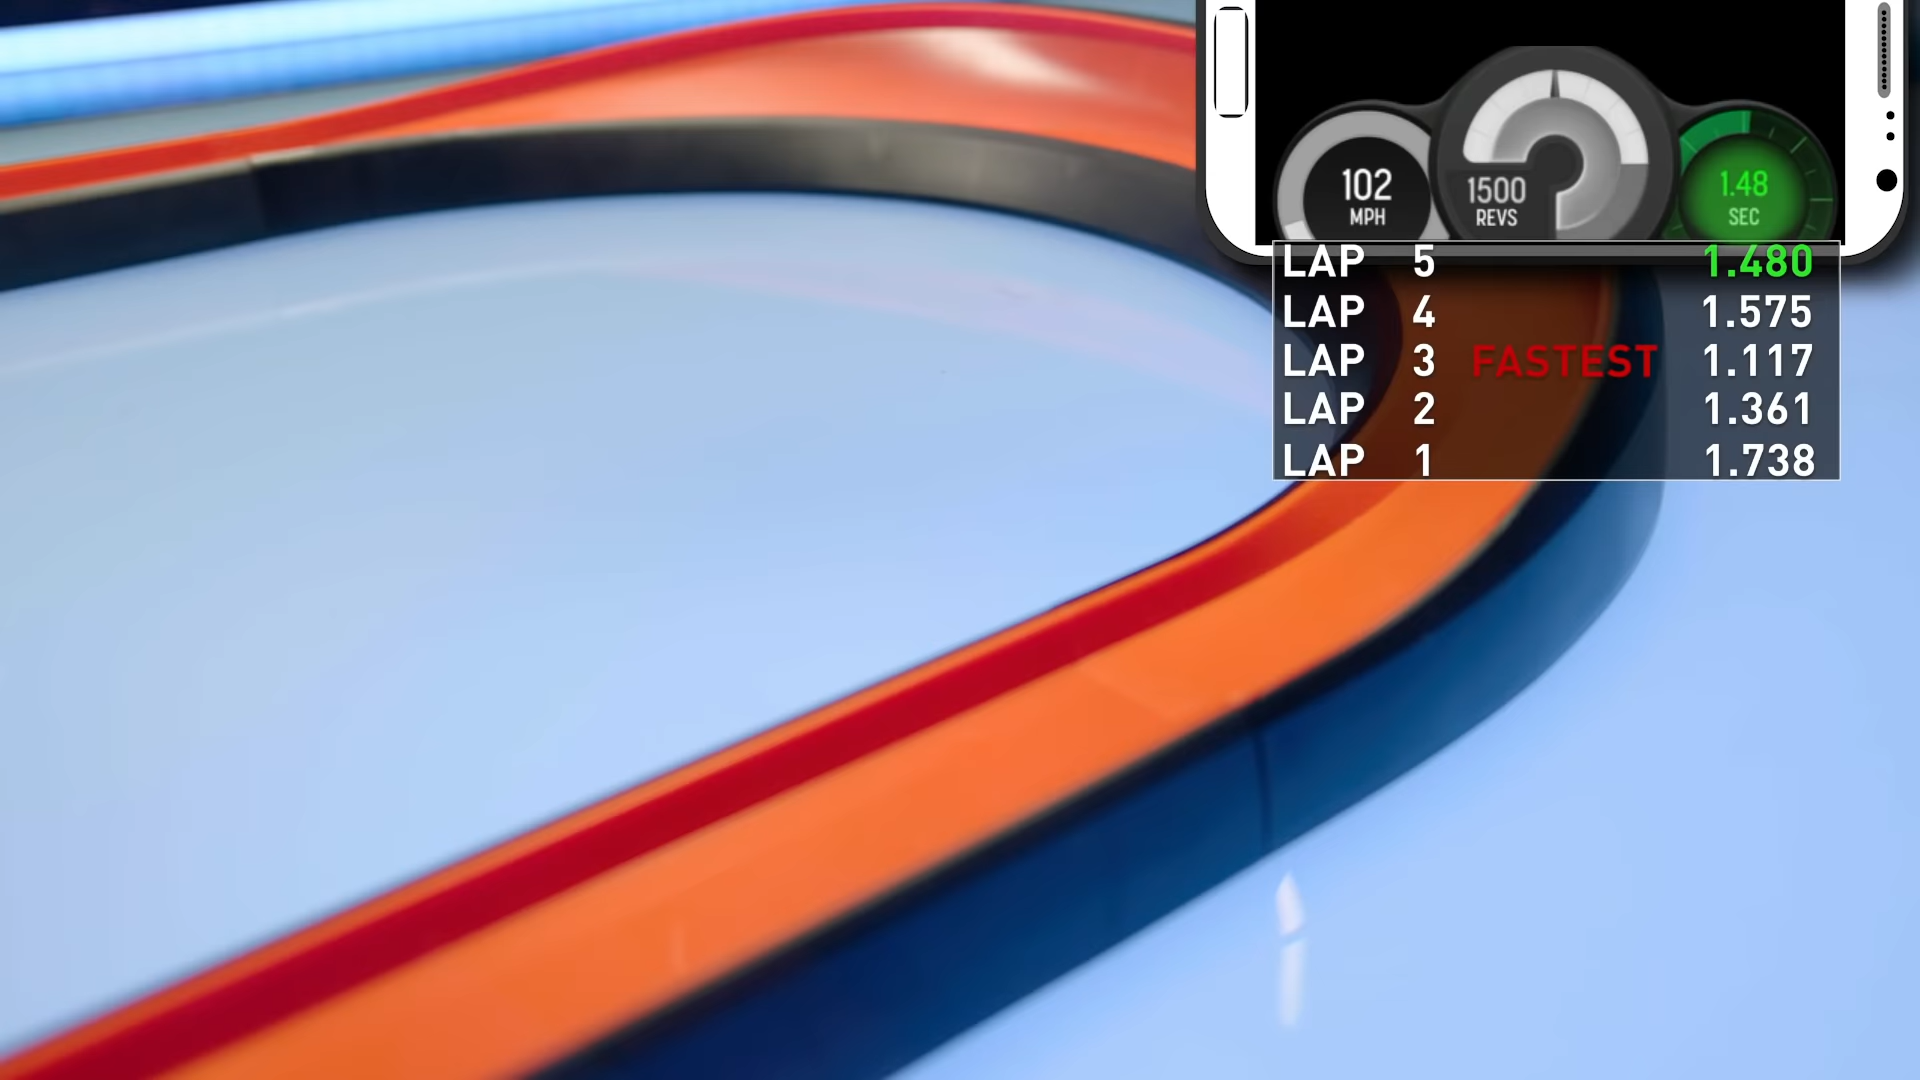 102
MPH
1500
REVS
1.48
SEC
LAP 5 1.480
LAP 4 1.575
LAP 3 FASTEST 1.117
LAP 2 1.361
LAP 1 1.738